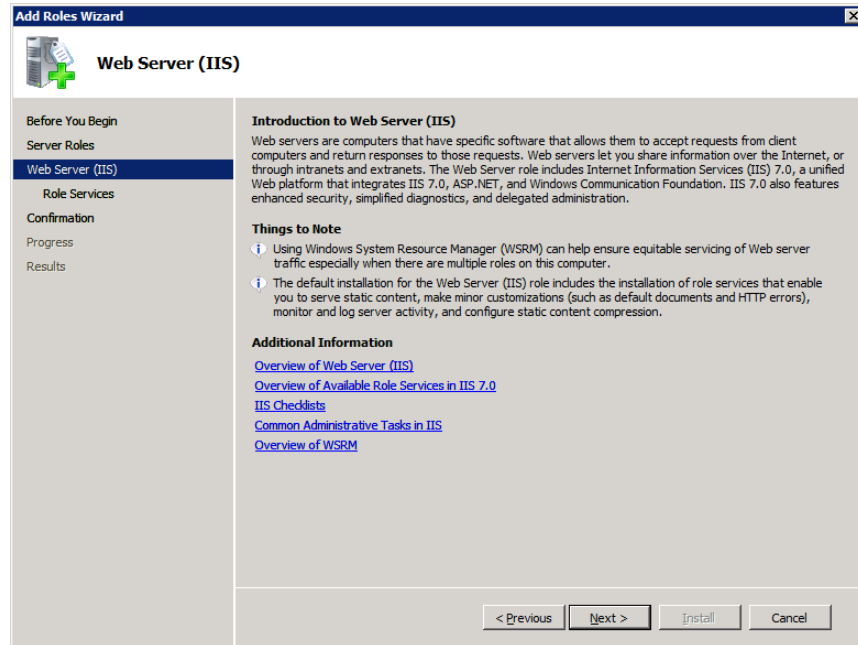 Add Roles Wizard
Web Server (IIS)
Before You Begin
Server Roles
Web Server (IIS)
Role Services
Confirmation
Progress
Results
Introduction to Web Server (IIS)
Web servers are computers that have specific software that allows them to accept requests from client
computers and return responses to those requests. Web servers let you share information over the Internet, or
through intranets and extranets. The Web Server role includes Internet Information Services (IIS) 7.0, a unified
Web platform that integrates IIS 7.0, ASP.NET, and Windows Communication Foundation. IIS 7.0 also features
enhanced security, simplified diagnostics, and delegated administration.
Things to Note
Using Windows System Resource Manager (WSRM) can help ensure equitable servicing of Web server
traffic especially when there are multiple roles on this computer.
The default installation for the Web Server (IIS) role includes the installation of role services that enable
you to serve static content, make minor customizations (such as default documents and HTTP errors),
monitor and log server activity, and configure static content compression.
Additional Information
Overview of Web Server (IIS)
Overview of Available Role Services in IIS 7.0
IIS Checklists
Common Administrative Tasks in IIS
Overview of WSRM
< Previous
Next >
Install
Cancel